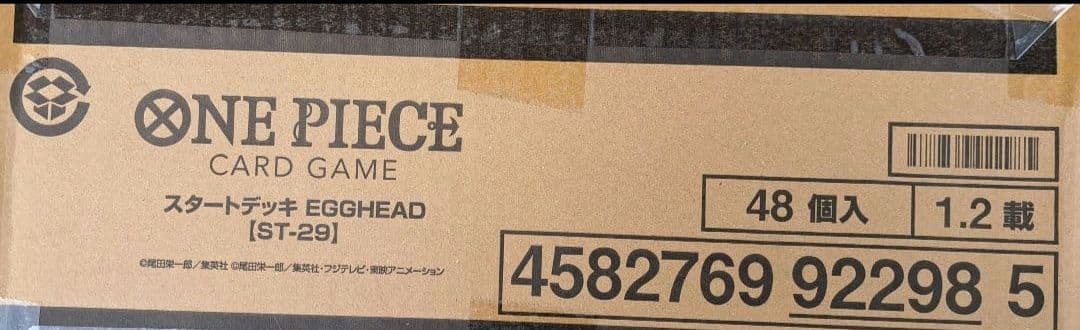 ONE PIECE
CARD GAME
スタートデッキ EGGHEAD
【ST-29】
©尾田栄一郎／集英社 ©尾田栄一郎／集英社・フジテレビ・東映アニメーション
48 個入
1.2 載
4582769 92298 5